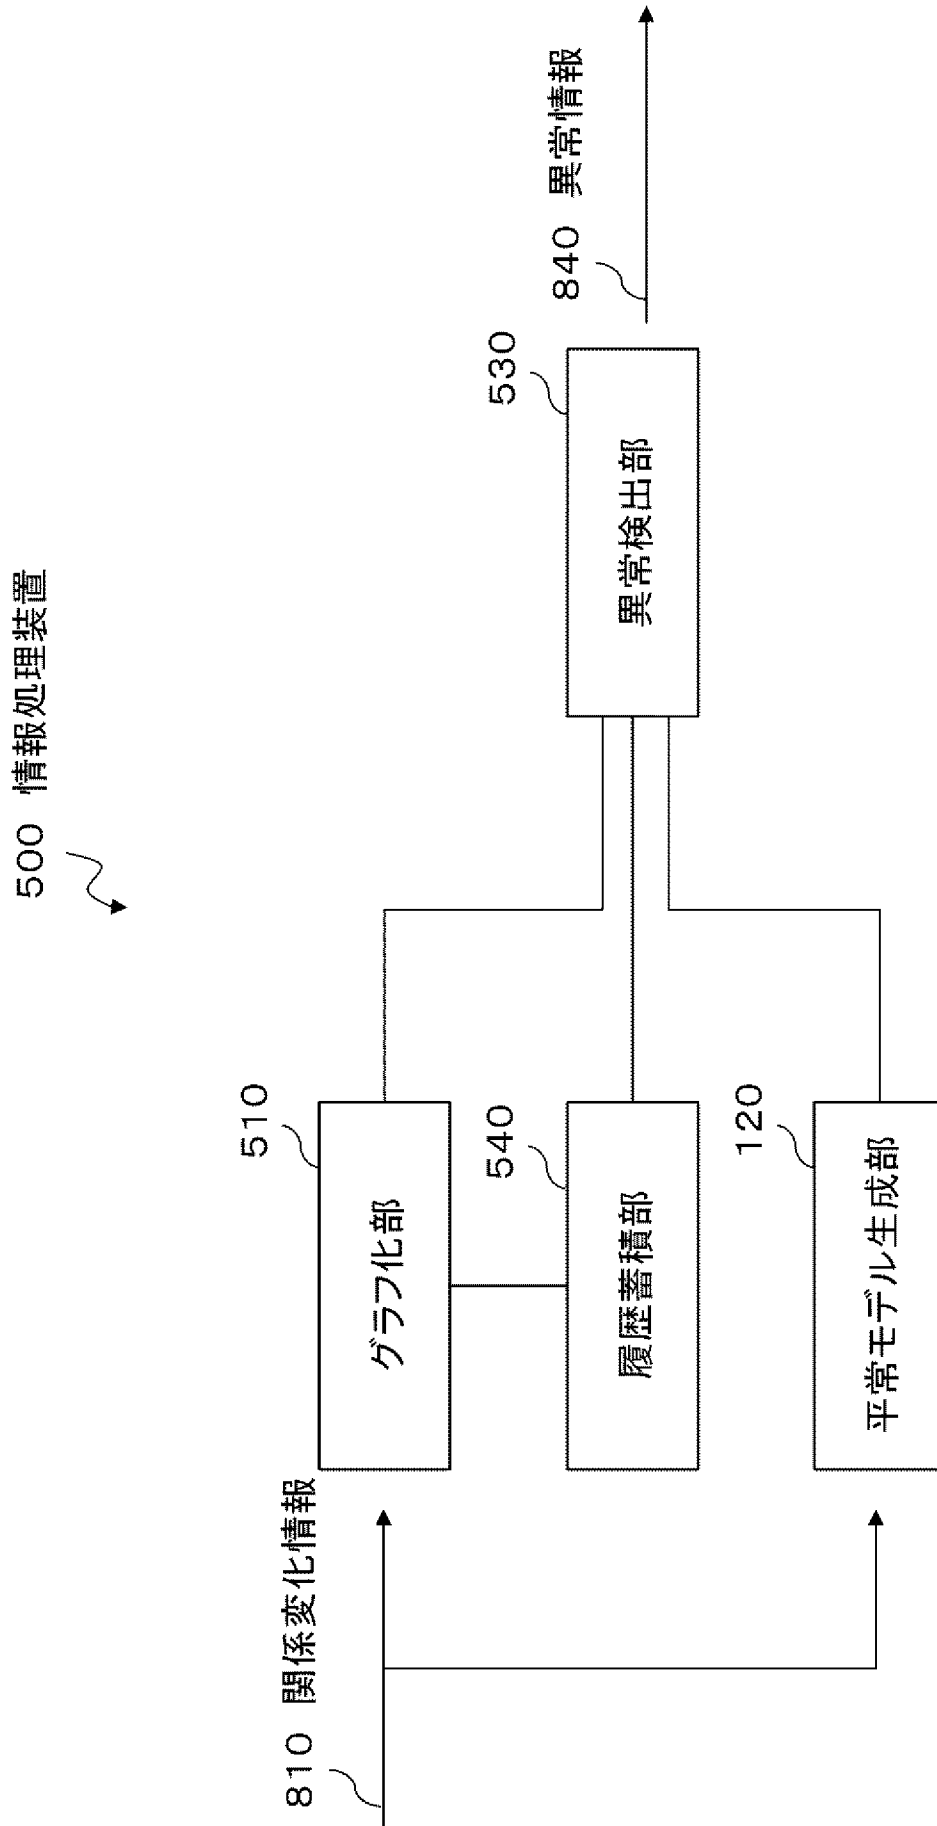 500 情報処理装置
810 関係変化情報
510
グラフ化部
540
履歴蓄積部
120
平常モデル生成部
530
異常検出部
840 異常情報